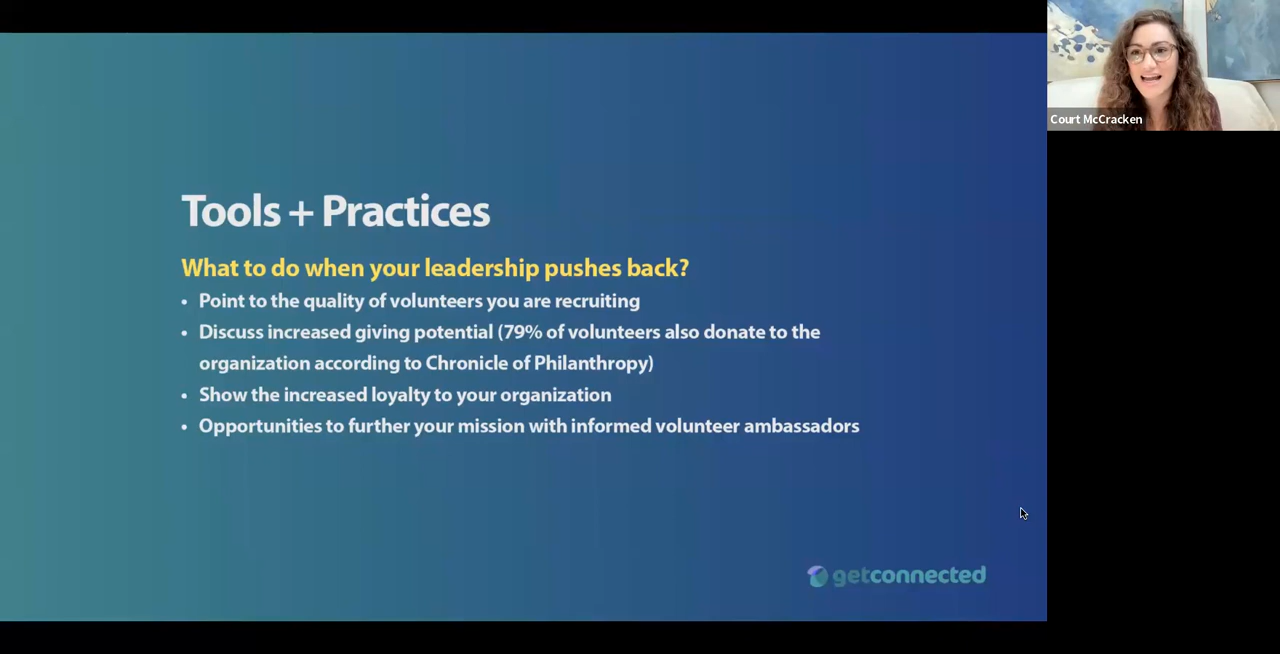 Tools + Practices
What to do when your leadership pushes back?
• Point to the quality of volunteers you are recruiting
• Discuss increased giving potential (79% of volunteers also donate to the
organization according to Chronicle of Philanthropy)
• Show the increased loyalty to your organization
• Opportunities to further your mission with informed volunteer ambassadors
getconnected
Court McCracken